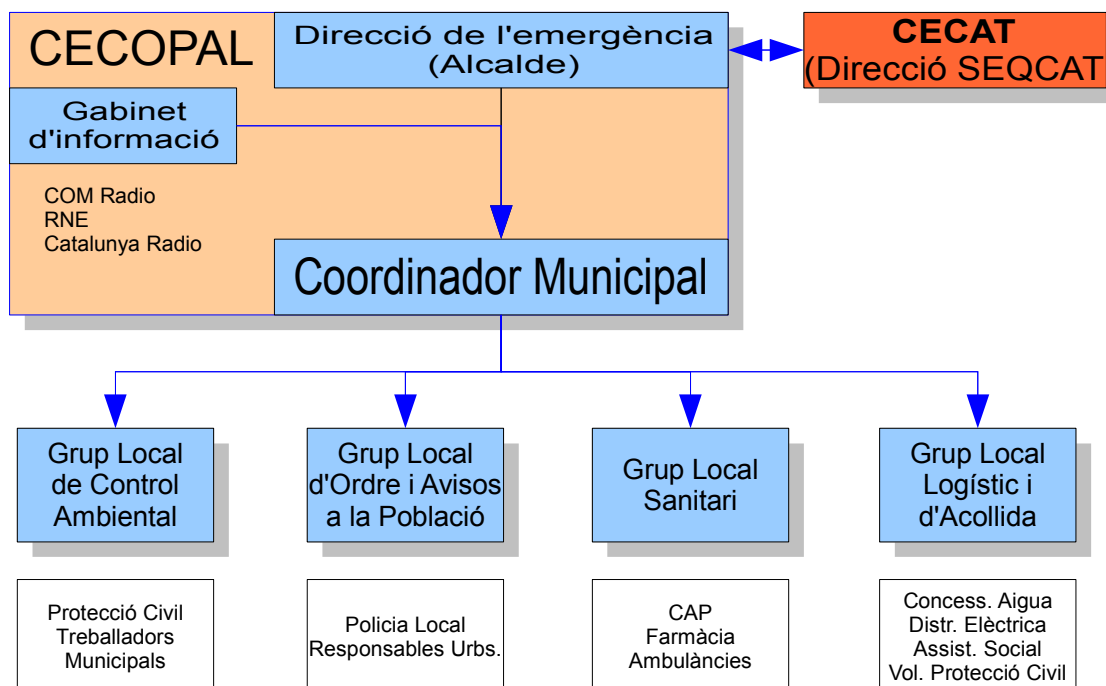 CECOPAL
Direcció de l'emergència
(Alcalde)
CECAT
(Direcció SEQCAT
Gabinet
d'informació
COM Radio
RNE
Catalunya Radio
Coordinador Municipal
Grup Local
de Control
Ambiental
Grup Local
d'Ordre i Avisos
a la Població
Grup Local
Sanitari
Grup Local
Logístic i
d'Acollida
Protecció Civil
Treballadors
Municipals
Policia Local
Responsables Urbs.
CAP
Farmàcia
Ambulàncies
Concess. Aigua
Distr. Elèctrica
Assist. Social
Vol. Protecció Civil